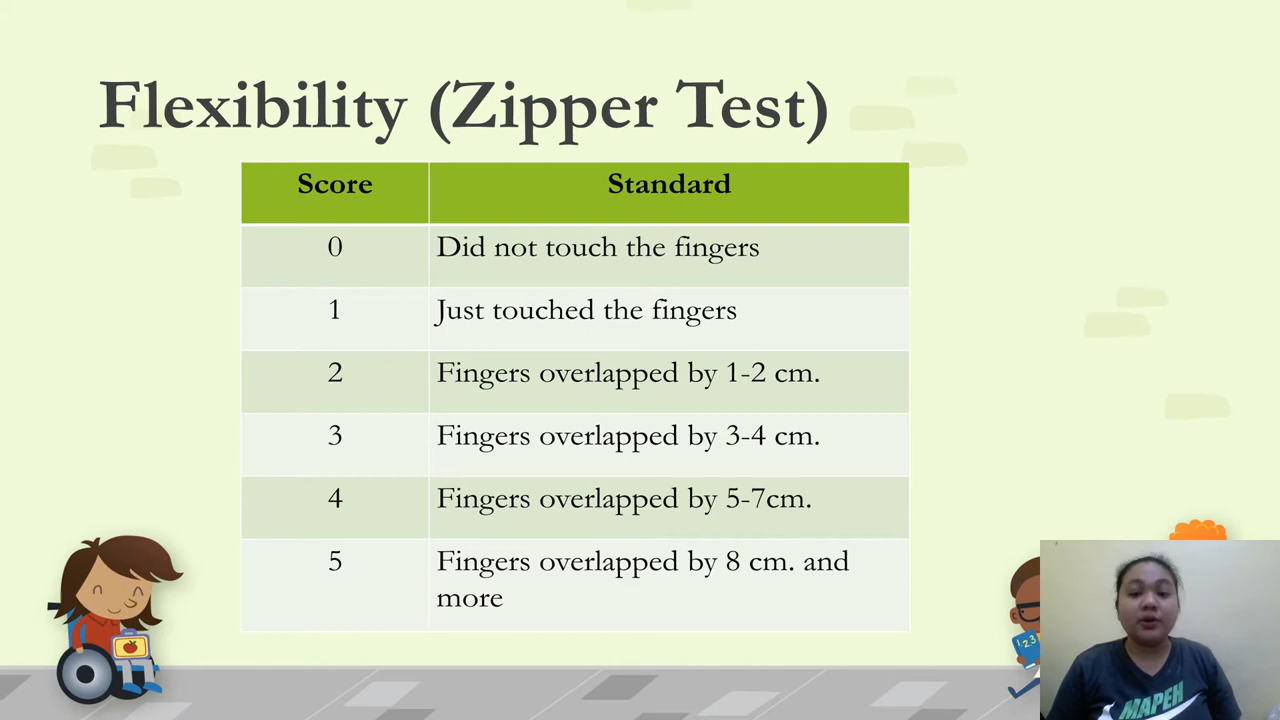 Flexibility (Zipper Test)
Score Standard
0 Did not touch the fingers
1 Just touched the fingers
2 Fingers overlapped by 1-2 cm.
3 Fingers overlapped by 3-4 cm.
4 Fingers overlapped by 5-7cm.
5 Fingers overlapped by 8 cm. and
more
123
MAPEH